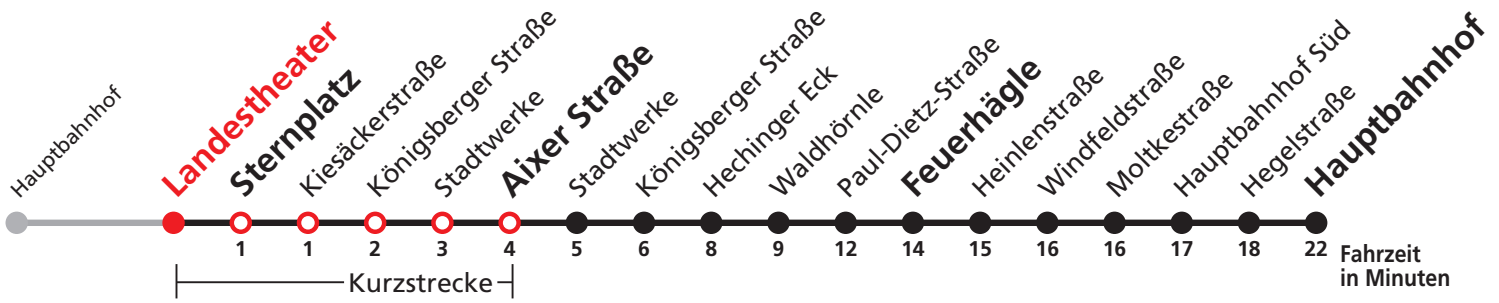 Hauptbahnhof
Landestheater
Sternplatz
Kiesäckerstraße
Königsberger Straße
Stadtwerke
Aixer Straße
Stadtwerke
Königsberger Straße
Hechinger Eck
Waldhörnle
Paul-Dietz-Straße
Feuerhägle
Heinlenstraße
Windfeldstraße
Moltkestraße
Hauptbahnhof Süd
Hegelstraße
Hauptbahnhof
1 1 2 3 4 5 6 8 9 12 14 15 16 16 17 18 22
Fahrzeit
in Minuten
Kurzstrecke